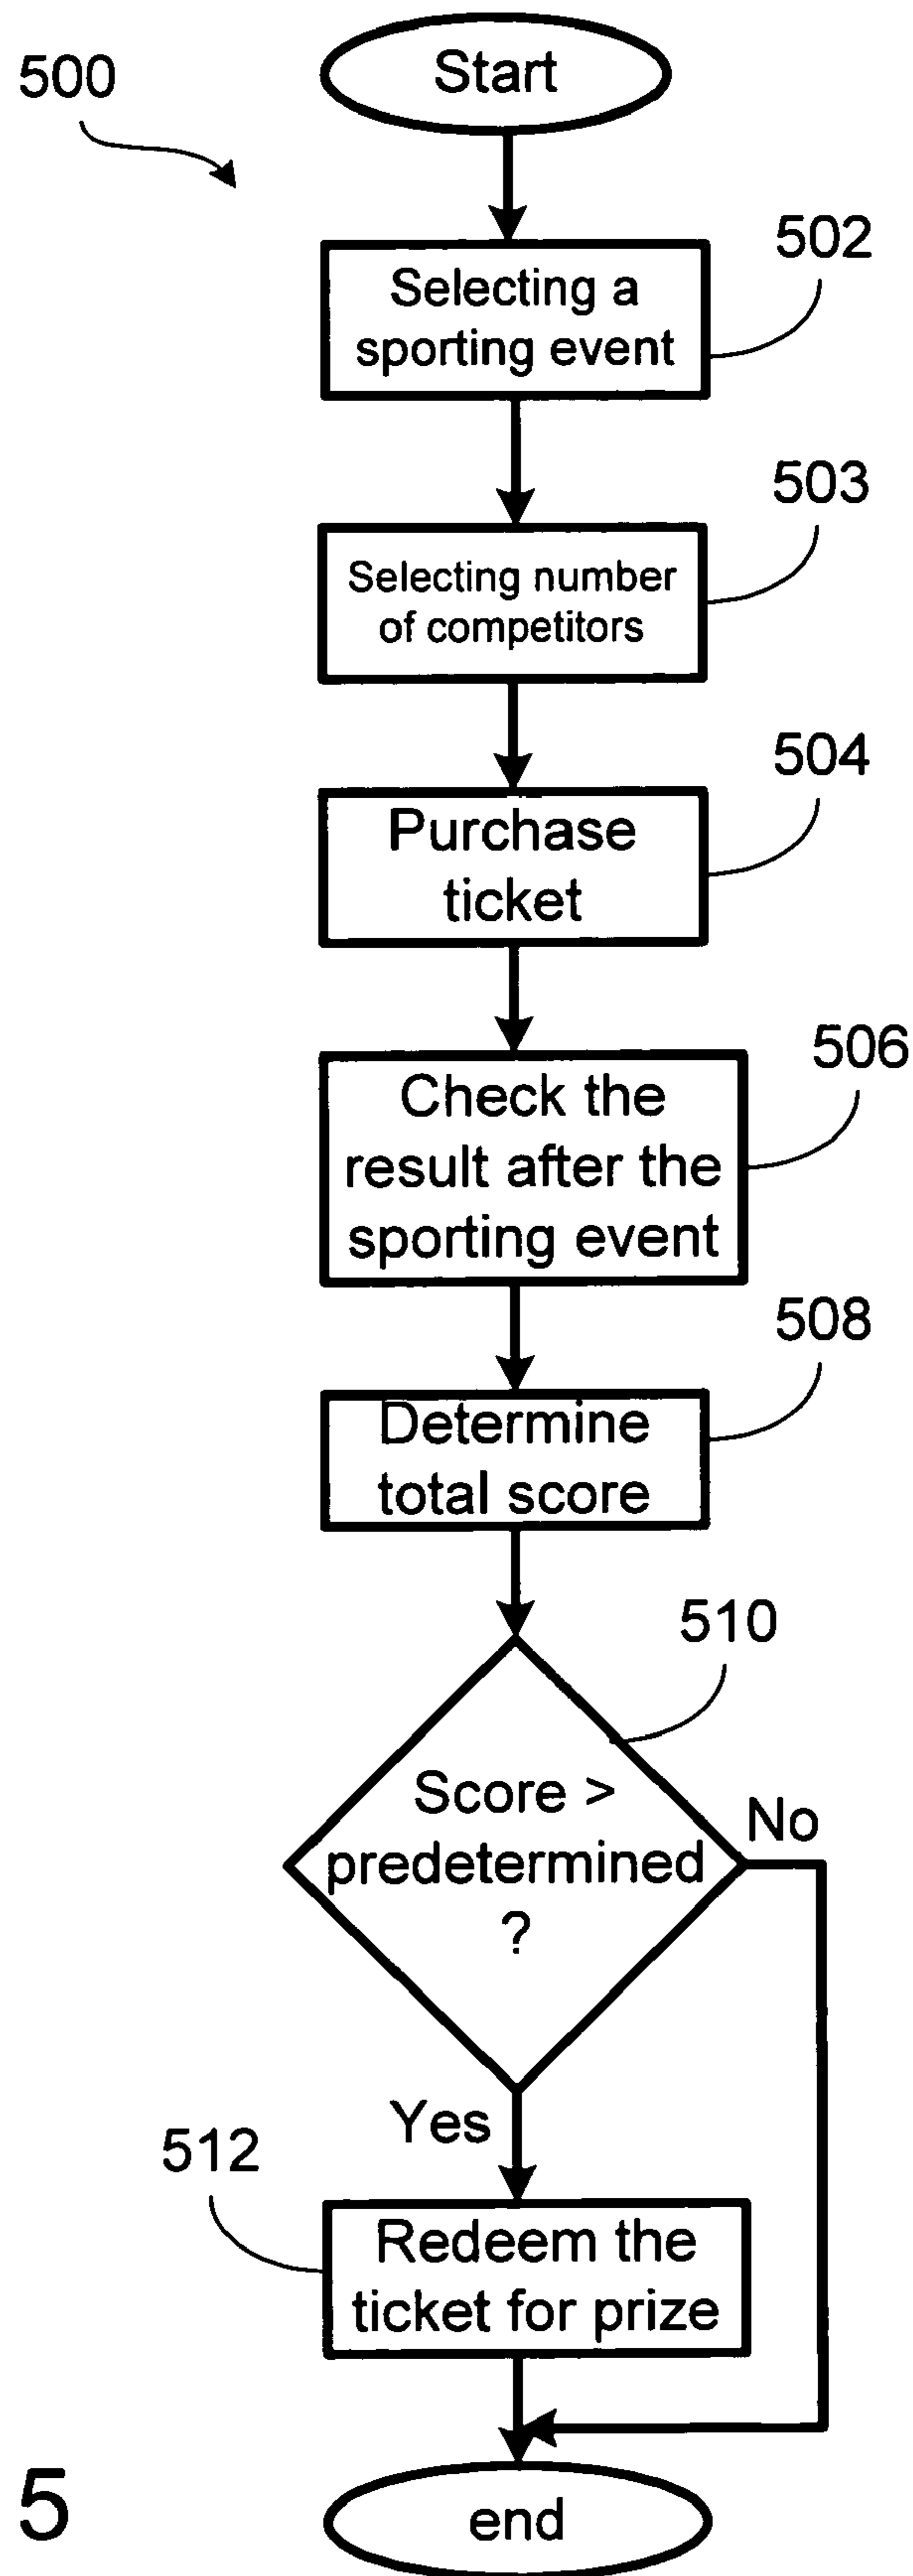 500
Start
502
Selecting a
sporting event
503
Selecting number
of competitors
504
Purchase
ticket
506
Check the
result after the
sporting event
508
Determine
total score
510
Score >
predetermined
?
No
Yes
512
Redeem the
ticket for prize
end
5